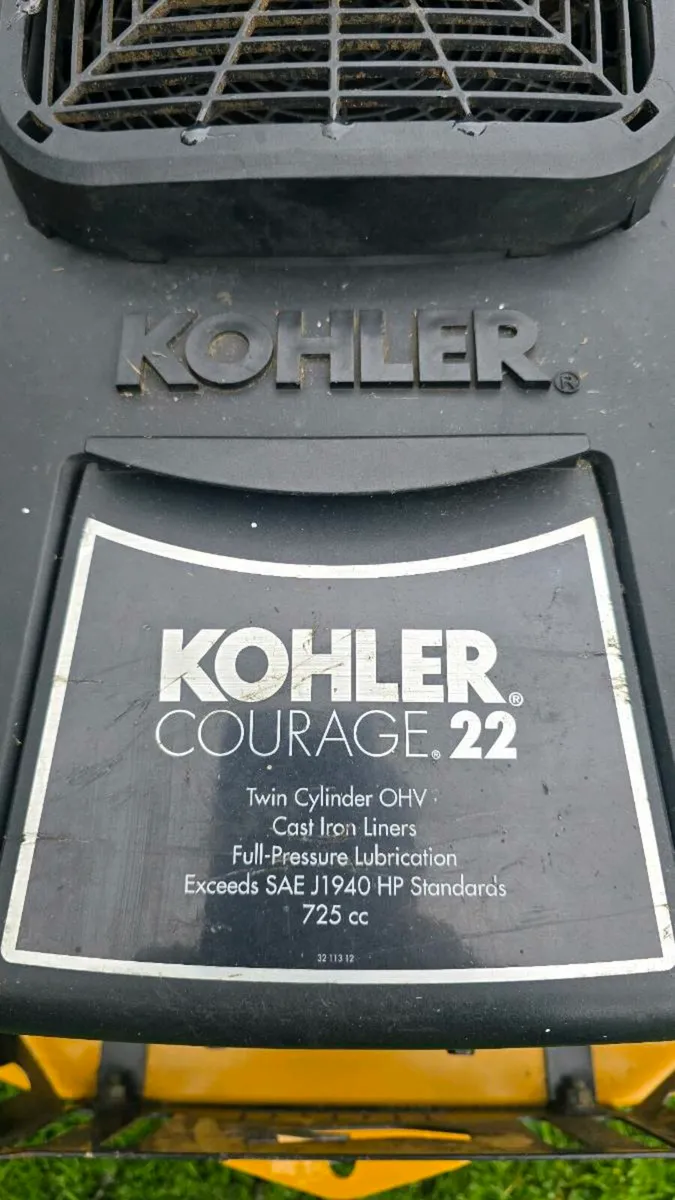 KOHLER®
KOHLER®
COURAGE® 22
Twin Cylinder OHV
Cast Iron Liners
Full-Pressure Lubrication
Exceeds SAE J1940 HP Standards
725 cc
32 113 12